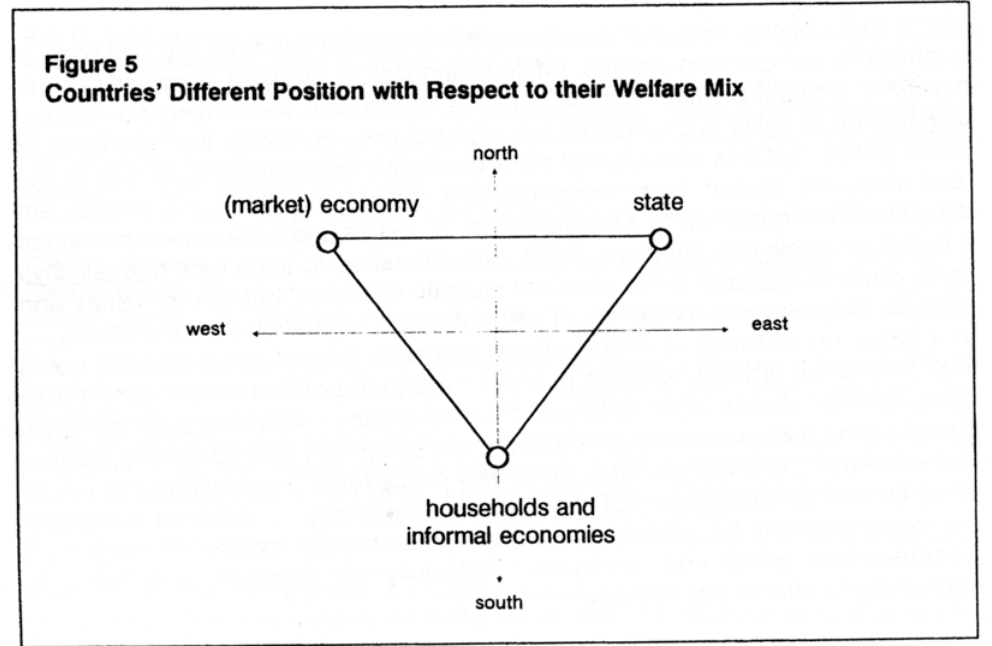 Figure 5
Countries' Different Position with Respect to their Welfare Mix
north
(market) economy
state
west
east
households and
informal economies
south